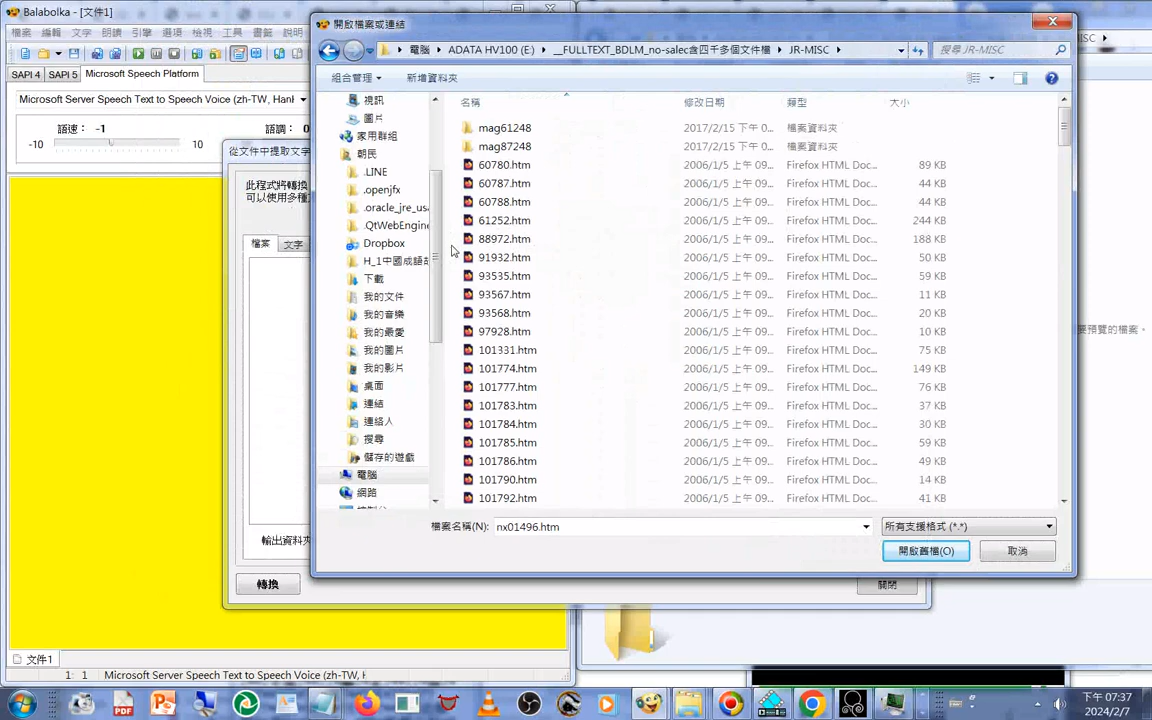 Balabolka - [文件1]
檔案 編輯 文字 朗讀 引擎 選項 檢視 工具 書籤 說明
SAPI 4 SAPI 5 Microsoft Speech Platform
Microsoft Server Speech Text to Speech Voice (zh-TW, Hanl
語速: -1
語調:
-10
10
-10
從文件中提取文字
此程式將轉換
可以使用多種
檔案 文字
輸出資料夾
轉換
關閉
開啟檔案或連結
電腦 ADATA HV100 (E:) __FULLTEXT_BDLM_no-salec含四千多個文件檔 JR-MISC
搜尋 JR-MISC
組合管理 新增資料夾
視訊
圖片
家用群組
朝民
.LINE
.openjfx
.oracle_jre_usa
.QtWebEngine
Dropbox
H_1中國成語故
下載
我的文件
我的音樂
我的最愛
我的圖片
我的影片
桌面
連結
連絡人
搜尋
儲存的遊戲
電腦
網路
名稱 修改日期 類型 大小
mag61248 2017/2/15 下午 0... 檔案資料夾
mag87248 2017/2/15 下午 0... 檔案資料夾
60780.htm 2006/1/5 上午 09... Firefox HTML Doc... 89 KB
60787.htm 2006/1/5 上午 09... Firefox HTML Doc... 44 KB
60788.htm 2006/1/5 上午 09... Firefox HTML Doc... 44 KB
61252.htm 2006/1/5 上午 09... Firefox HTML Doc... 244 KB
88972.htm 2006/1/5 上午 09... Firefox HTML Doc... 188 KB
91932.htm 2006/1/5 上午 09... Firefox HTML Doc... 50 KB
93535.htm 2006/1/5 上午 09... Firefox HTML Doc... 59 KB
93567.htm 2006/1/5 上午 09... Firefox HTML Doc... 11 KB
93568.htm 2006/1/5 上午 09... Firefox HTML Doc... 20 KB
97928.htm 2006/1/5 上午 09... Firefox HTML Doc... 10 KB
101331.htm 2006/1/5 上午 09... Firefox HTML Doc... 75 KB
101774.htm 2006/1/5 上午 09... Firefox HTML Doc... 149 KB
101777.htm 2006/1/5 上午 09... Firefox HTML Doc... 76 KB
101783.htm 2006/1/5 上午 09... Firefox HTML Doc... 37 KB
101784.htm 2006/1/5 上午 09... Firefox HTML Doc... 30 KB
101785.htm 2006/1/5 上午 09... Firefox HTML Doc... 59 KB
101786.htm 2006/1/5 上午 09... Firefox HTML Doc... 49 KB
101790.htm 2006/1/5 上午 09... Firefox HTML Doc... 14 KB
101792.htm 2006/1/5 上午 09... Firefox HTML Doc... 41 KB
檔案名稱(N): nx01496.htm
所有支援格式 (*.*)
開啟舊檔(O) 取消
要預覽的檔案。
文件1
1: 1 Microsoft Server Speech Text to Speech Voice (zh-TW, H
下午 07:37
2024/2/7